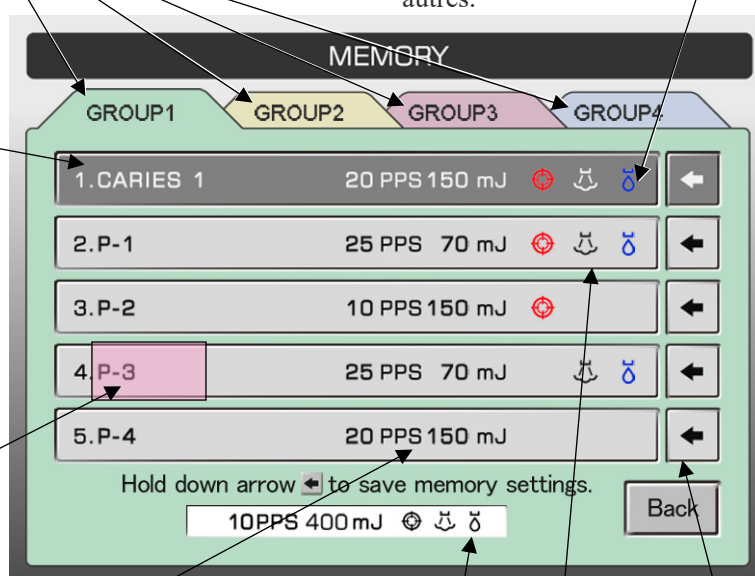 autres.
MEMORY
GROUP1 GROUP2 GROUP3 GROUP4
1.CARIES 1 20 PPS 150 mJ
2.P-1 25 PPS 70 mJ
3.P-2 10 PPS 150 mJ
4.P-3 25 PPS 70 mJ
5.P-4 20 PPS 150 mJ
Hold down arrow to save memory settings.
Back
10PPS 400 mJ